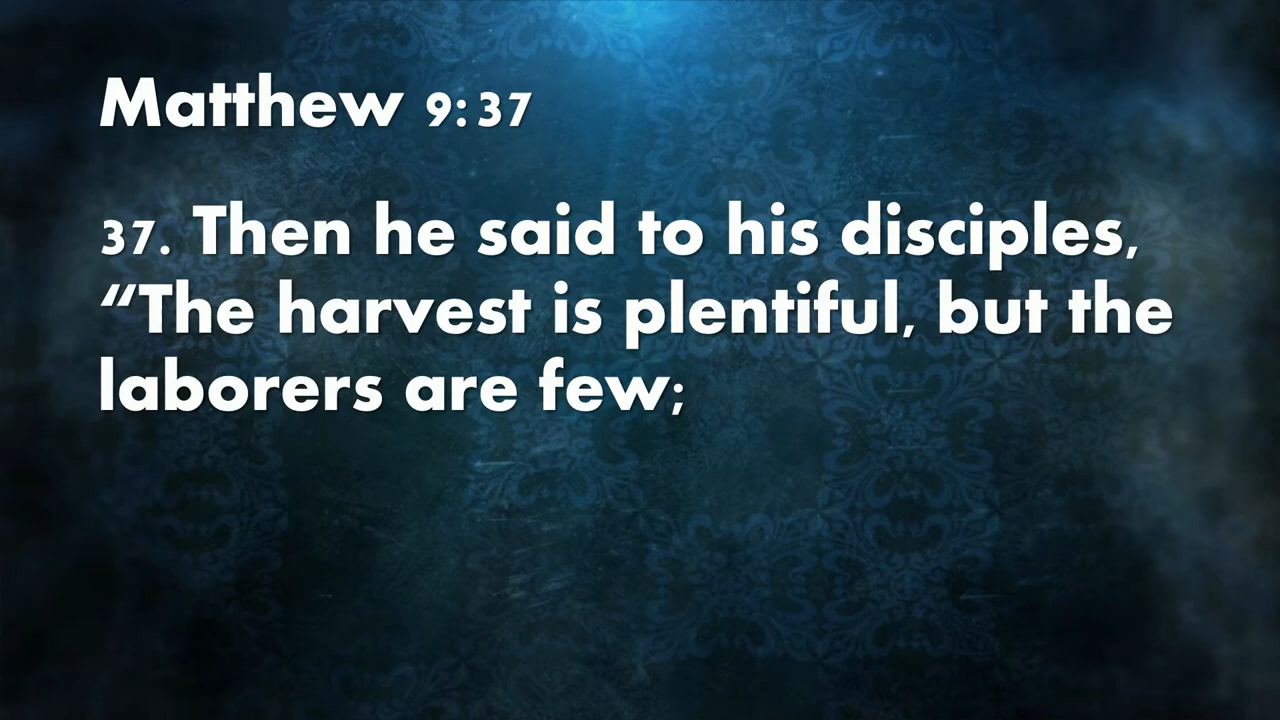 Matthew 9:37
37. Then he said to his disciples,
“The harvest is plentiful, but the
laborers are few;